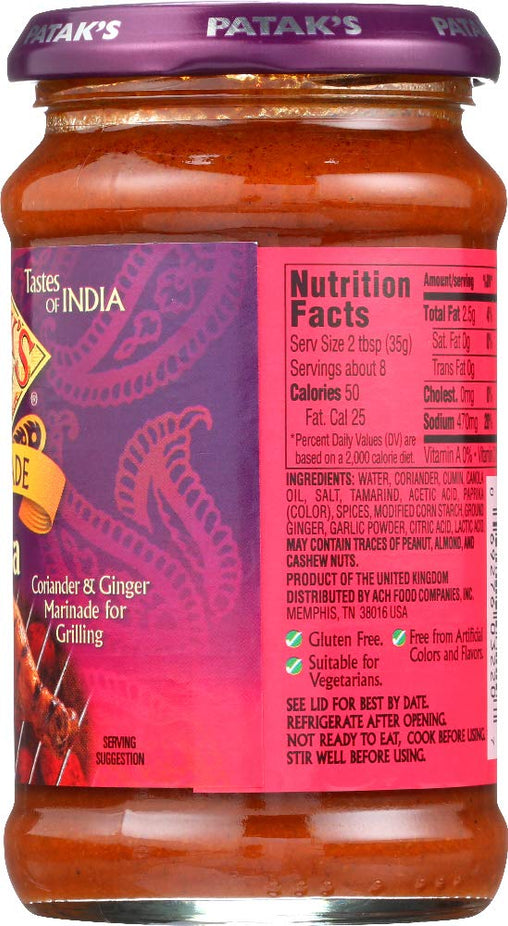 PATAK'S PATAK'S PATA
Tastes
OF INDIA
'S
®
ADE
a
Coriander & Ginger
Marinade for
Grilling
SERVING
SUGGESTION
Nutrition
Facts
Serv Size 2 tbsp (35g)
Servings about 8
Calories 50
Fat. Cal 25
*Percent Daily Values (DV) are
based on a 2,000 calorie diet.
Amount/serving
Total Fat 2.5g 4%
Sat. Fat 0g
Trans Fat 0g
Cholest. 0mg
Sodium 470mg
Vitamin A 0% •
INGREDIENTS: WATER, CORIANDER, CUMIN, CANOLA
OIL, SALT, TAMARIND, ACETIC ACID, PAPRIKA
(COLOR), SPICES, MODIFIED CORN STARCH, GROUND
GINGER, GARLIC POWDER, CITRIC ACID, LACTIC ACID.
MAY CONTAIN TRACES OF PEANUT, ALMOND, AND
CASHEW NUTS.
PRODUCT OF THE UNITED KINGDOM
DISTRIBUTED BY ACH FOOD COMPANIES, INC.
MEMPHIS, TN 38016 USA
Gluten Free.
Suitable for
Vegetarians.
Free from Artificial
Colors and Flavors.
SEE LID FOR BEST BY DATE.
REFRIGERATE AFTER OPENING.
NOT READY TO EAT, COOK BEFORE USING.
STIR WELL BEFORE USING.